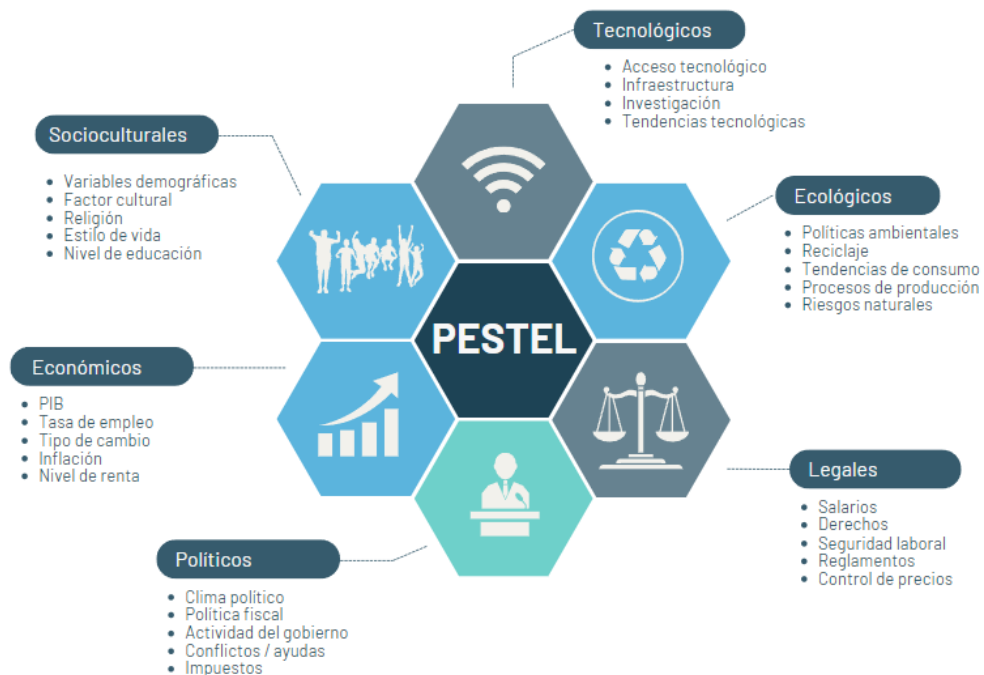 Tecnológicos
• Acceso tecnológico
• Infraestructura
• Investigación
• Tendencias tecnológicas
Socioculturales
• Variables demográficas
• Factor cultural
• Religión
• Estilo de vida
• Nivel de educación
Ecológicos
• Políticas ambientales
• Reciclaje
• Tendencias de consumo
• Procesos de producción
• Riesgos naturales
PESTEL
Económicos
• PIB
• Tasa de empleo
• Tipo de cambio
• Inflación
• Nivel de renta
Legales
• Salarios
• Derechos
• Seguridad laboral
• Reglamentos
• Control de precios
Políticos
• Clima político
• Política fiscal
• Actividad del gobierno
• Conflictos / ayudas
• Impuestos